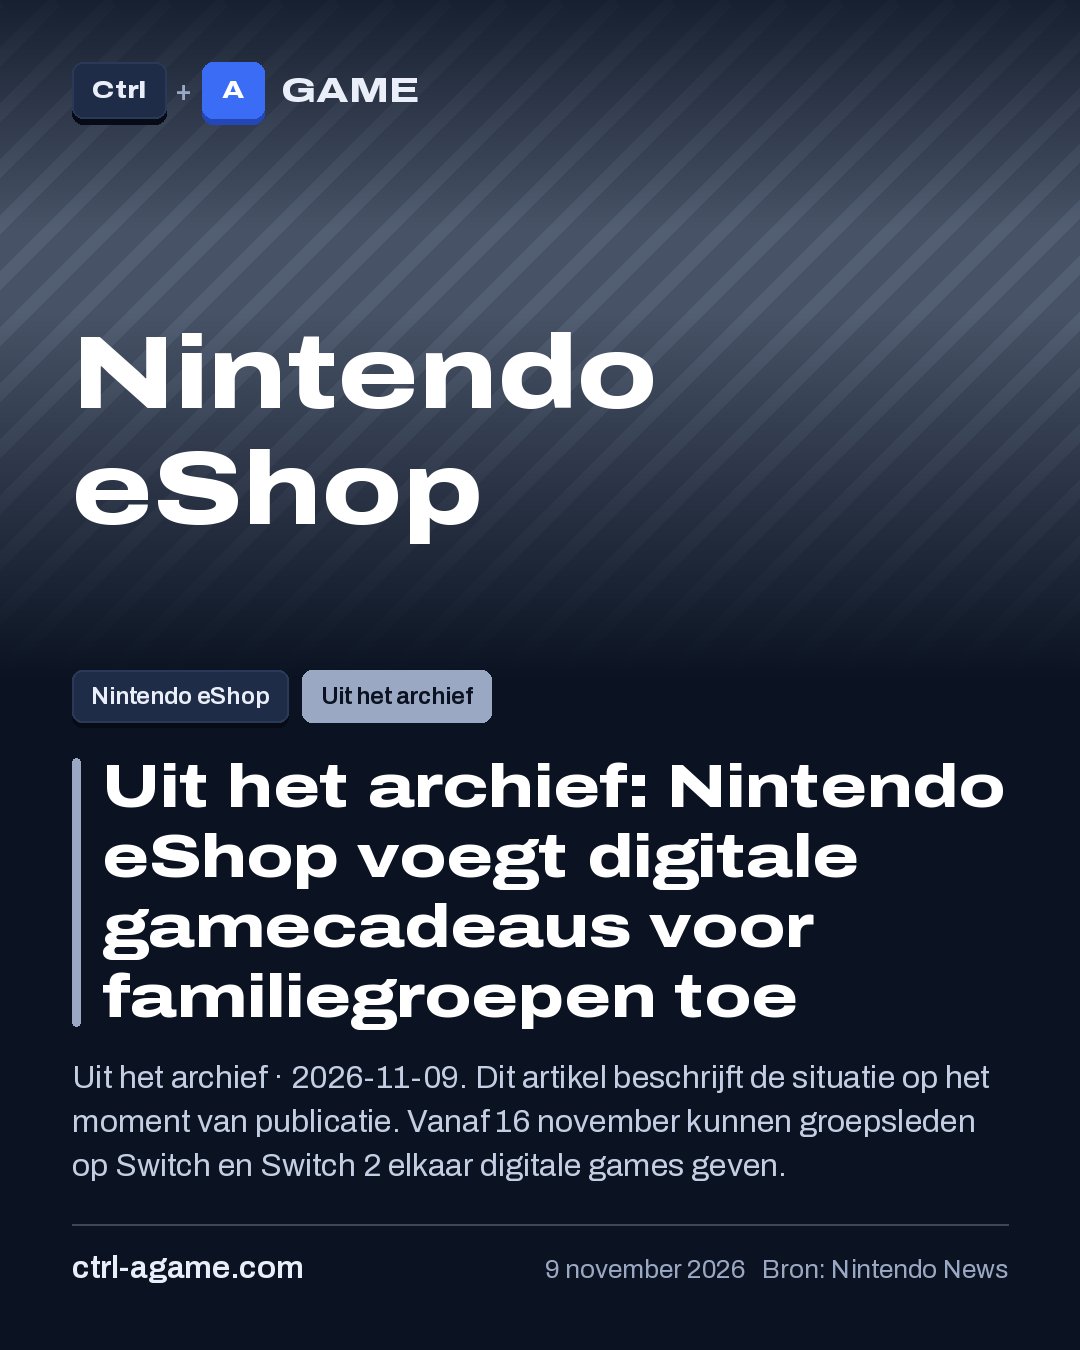 Ctrl + A GAME
Nintendo
eShop
Nintendo eShop Uit het archief
Uit het archief: Nintendo
eShop voegt digitale
gamecadeaus voor
familiegroepen toe
Uit het archief · 2026-11-09. Dit artikel beschrijft de situatie op het
moment van publicatie. Vanaf 16 november kunnen groepsleden
op Switch en Switch 2 elkaar digitale games geven.
ctrl-agame.com 9 november 2026 Bron: Nintendo News